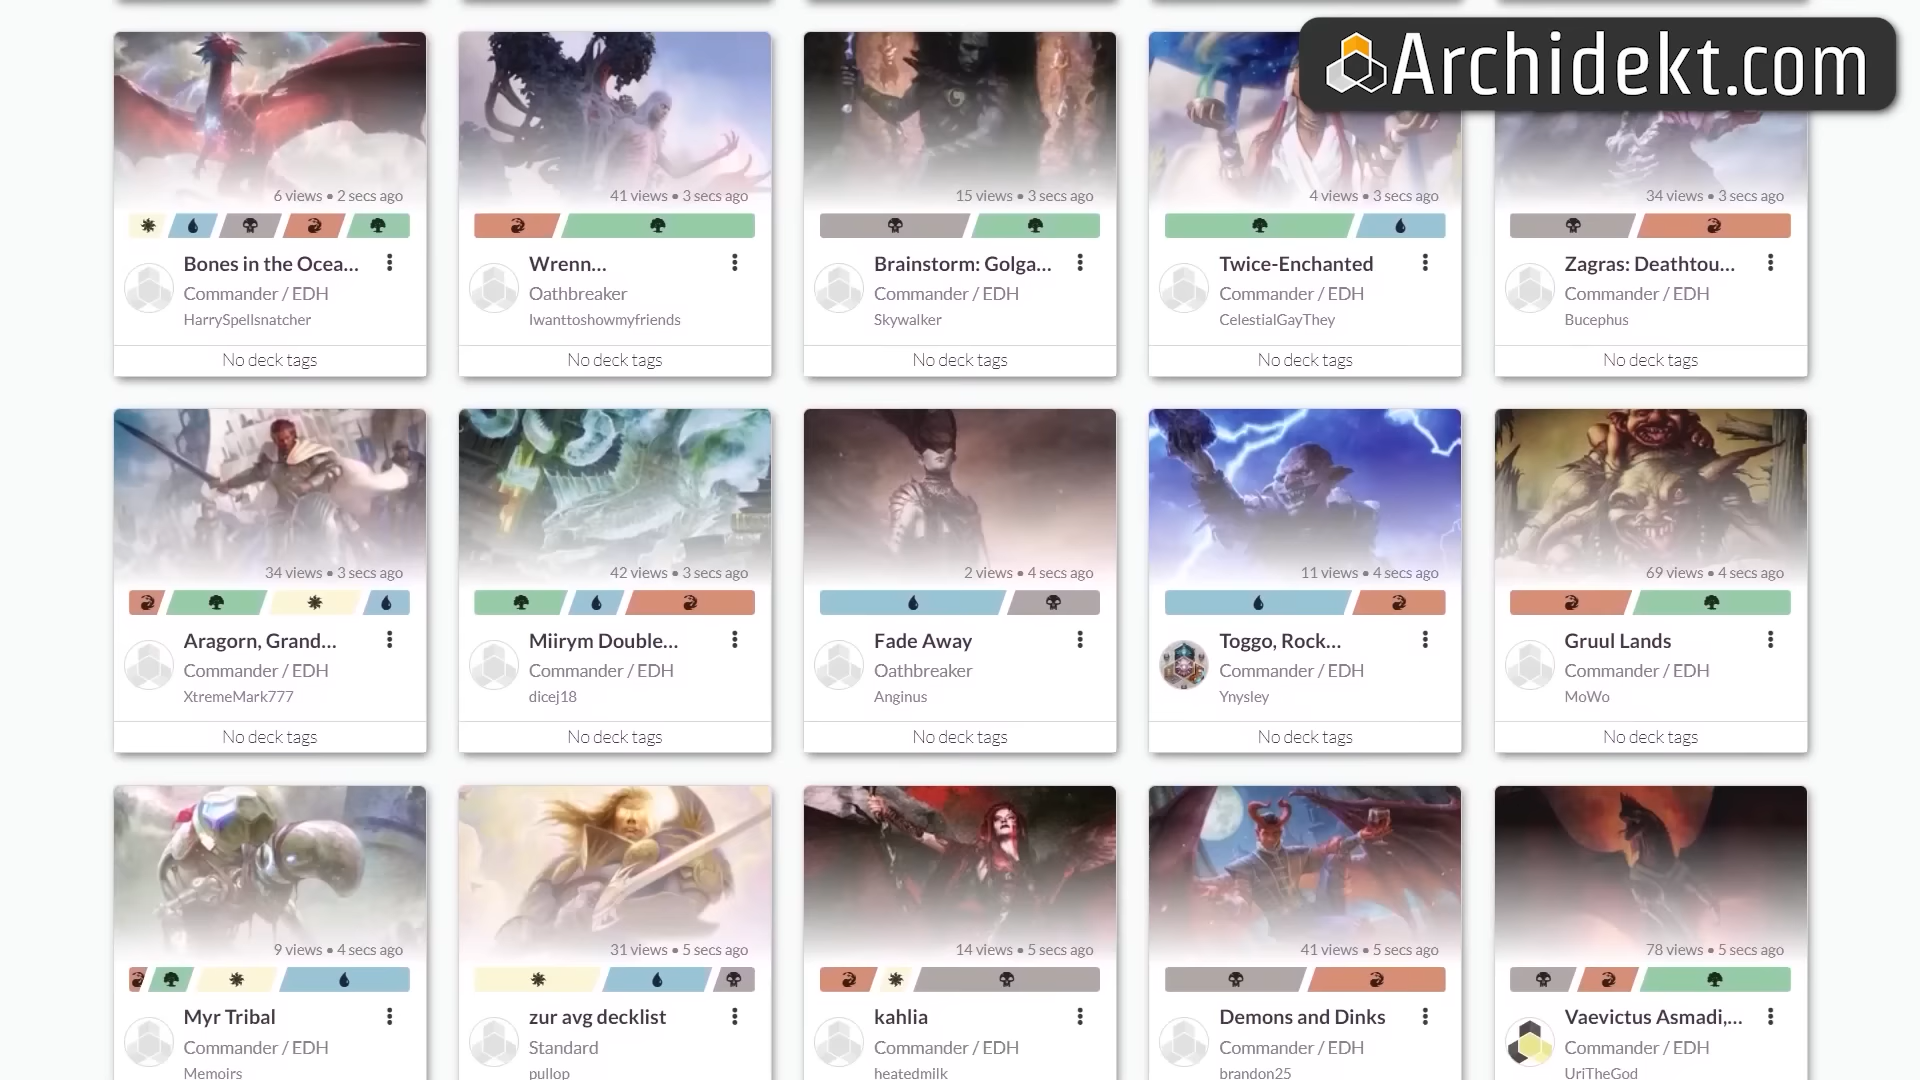 Archidekt.com
6 views • 2 secs ago
Bones in the Ocea...
Commander / EDH
HarrySpellsnatcher
No deck tags
41 views • 3 secs ago
Wrenn...
Oathbreaker
Iwanttoshowmyfriends
No deck tags
15 views • 3 secs ago
Brainstorm: Golga...
Commander / EDH
Skywalker
No deck tags
4 views • 3 secs ago
Twice-Enchanted
Commander / EDH
CelestialGayThey
No deck tags
34 views • 3 secs ago
Zagras: Deathtou...
Commander / EDH
Bucephus
No deck tags
34 views • 3 secs ago
Aragorn, Grand...
Commander / EDH
XtremeMark777
No deck tags
42 views • 3 secs ago
Miirym Double...
Commander / EDH
dicej18
No deck tags
2 views • 4 secs ago
Fade Away
Oathbreaker
Anginus
No deck tags
11 views • 4 secs ago
Toggo, Rock...
Commander / EDH
Ynysley
No deck tags
69 views • 4 secs ago
Gruul Lands
Commander / EDH
MoWo
No deck tags
9 views • 4 secs ago
Myr Tribal
Commander / EDH
Memoirs
31 views • 5 secs ago
zur avg decklist
Standard
pullop
14 views • 5 secs ago
kahlia
Commander / EDH
heatedmilk
41 views • 5 secs ago
Demons and Dinks
Commander / EDH
brandon25
78 views • 5 secs ago
Vaevictus Asmadi,...
Commander / EDH
UriTheGod